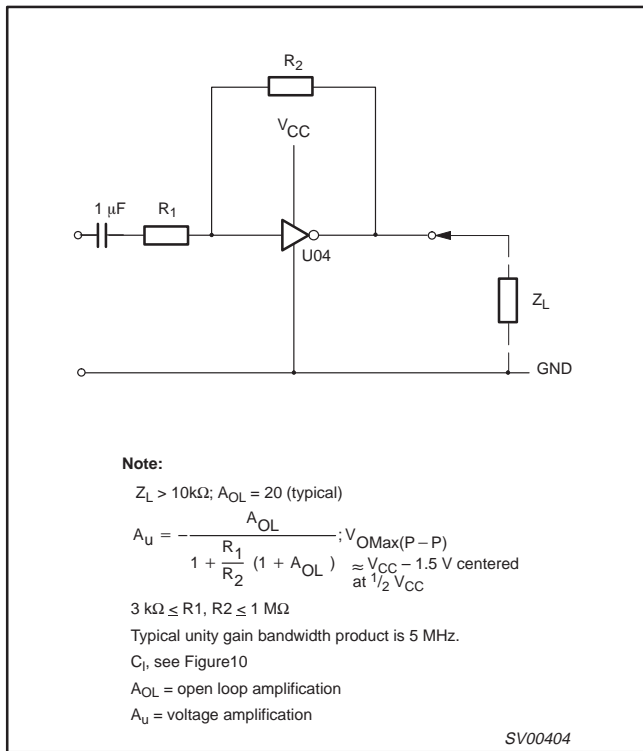 R2
VCC
1 μF
R1
U04
ZL
GND
Note:
ZL > 10kΩ; AOL = 20 (typical)
Au = − AOL / (1 + R1/R2 (1 + AOL)) ; VOMax(P − P) ≈ VCC − 1.5 V centered at 1/2 VCC
3 kΩ ≤ R1, R2 ≤ 1 MΩ
Typical unity gain bandwidth product is 5 MHz.
CI, see Figure10
AOL = open loop amplification
Au = voltage amplification
SV00404